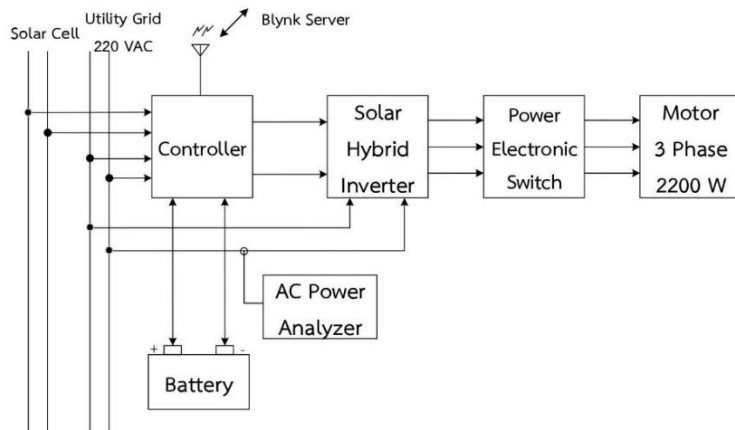 Solar Cell
Utility Grid
220 VAC
Blynk Server
Controller
Solar
Hybrid
Inverter
Power
Electronic
Switch
Motor
3 Phase
2200 W
AC Power
Analyzer
+
-
Battery